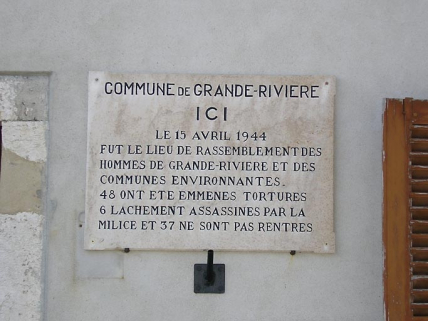 COMMUNE DE GRANDE-RIVIERE
ICI
LE 15 AVRIL 1944
FUT LE LIEU DE RASSEMBLEMENT DES
HOMMES DE GRANDE-RIVIERE ET DES
COMMUNES ENVIRONNANTES.
48 ONT ETE EMMENES TORTURES
6 LACHEMENT ASSASSINES PAR LA
MILICE ET 37 NE SONT PAS RENTRES